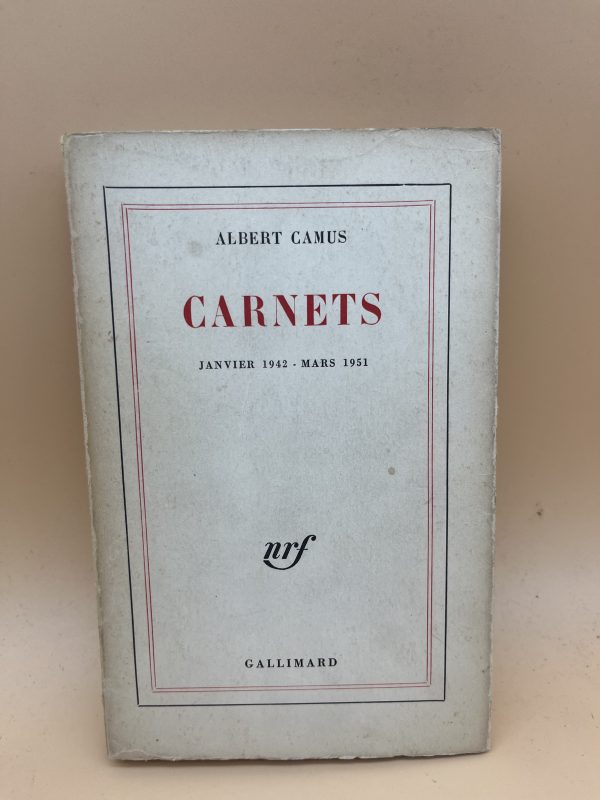 ALBERT CAMUS
CARNETS
JANVIER 1942 - MARS 1951
nrf
GALLIMARD